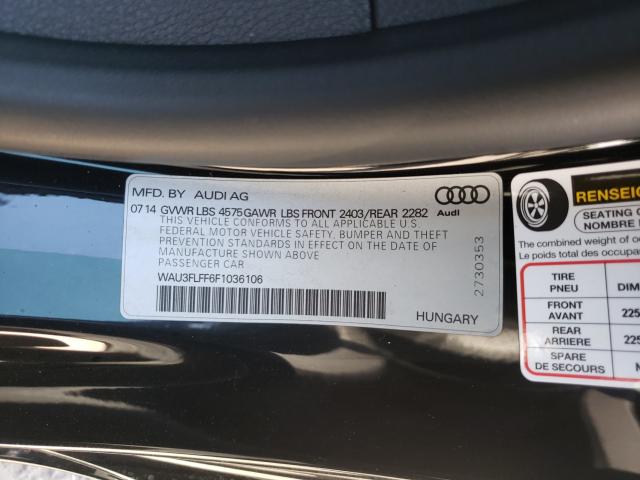 MFD. BY AUDI AG
07 14 GVWR LBS 4575 GAWR LBS FRONT 2403/REAR 2282
THIS VEHICLE CONFORMS TO ALL APPLICABLE U S
FEDERAL MOTOR VEHICLE SAFETY, BUMPER AND THEFT
PREVENTION STANDARDS IN EFFECT ON THE DATE OF
MANUFACTURE SHOWN ABOVE
PASSENGER CAR
WAU3FLFF6F1036106
HUNGARY
Audi
2730353
RENSEIG
SEATING
The combined weight of oc
Le poids total des occupa
TIRE
PNEU
DIM
FRONT
AVANT
225
REAR
ARRIERE
225
SPARE
DE SECOURS